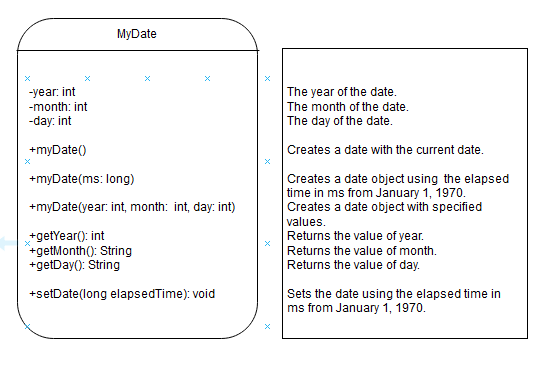 MyDate
-year: int
-month: int
-day: int
+myDate()
+myDate(ms: long)
+myDate(year: int, month:  int, day: int)
+getYear(): int
+getMonth(): String
+getDay(): String
+setDate(long elapsedTime): void
The year of the date.
The month of the date.
The day of the date.
Creates a date with the current date.
Creates a date object using  the elapsed
time in ms from January 1, 1970.
Creates a date object with specified
values.
Returns the value of year.
Returns the value of month.
Returns the value of day.
Sets the date using the elapsed time in
ms from January 1, 1970.